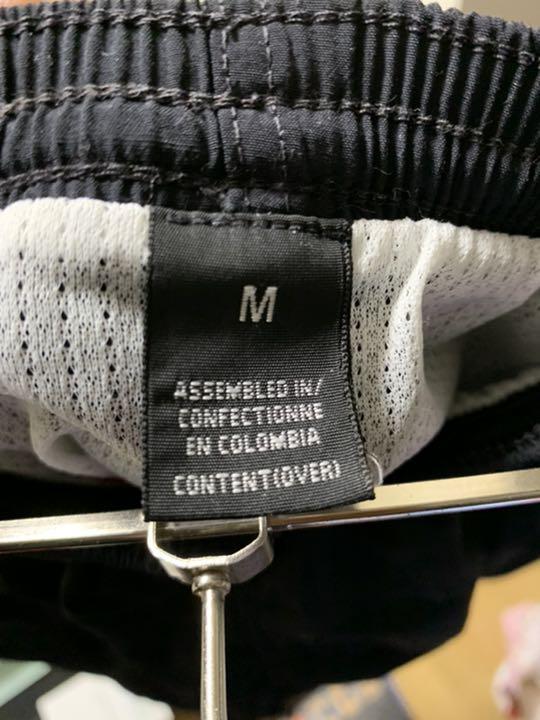 M
ASSEMBLED IN/
CONFECTIONNE
EN COLOMBIA
CONTENT(OVER)